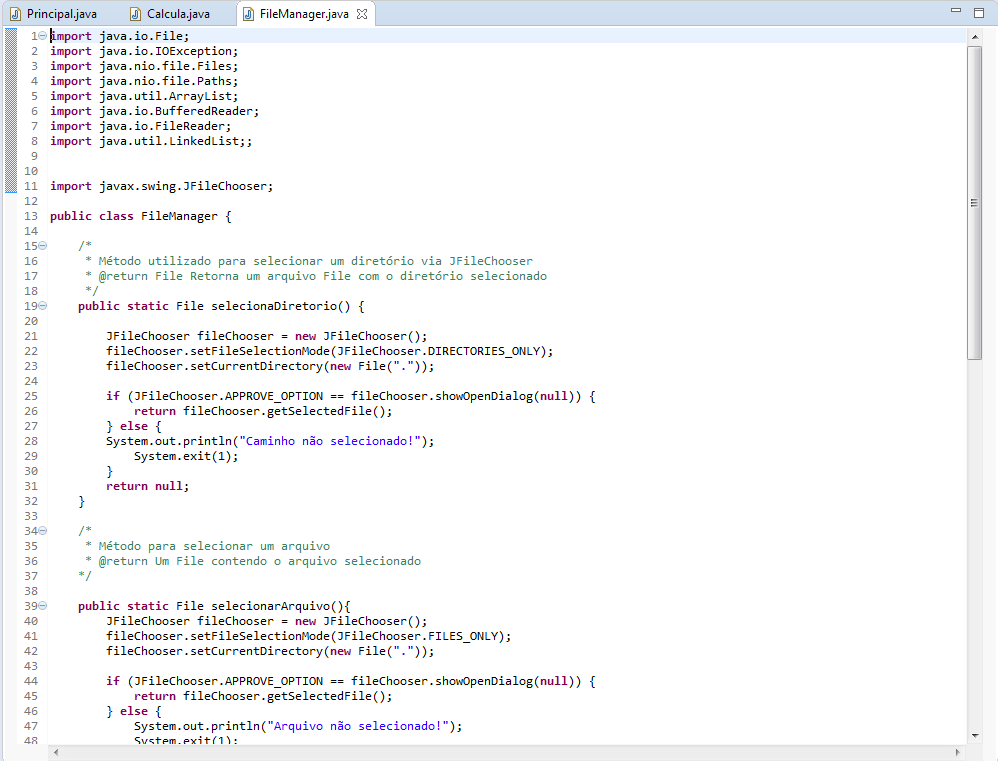 Principal.java Calcula.java FileManager.java
1 import java.io.File;
2 import java.io.IOException;
3 import java.nio.file.Files;
4 import java.nio.file.Paths;
5 import java.util.ArrayList;
6 import java.io.BufferedReader;
7 import java.io.FileReader;
8 import java.util.LinkedList;;
9
10
11 import javax.swing.JFileChooser;
12
13 public class FileManager {
14
15     /*
16      * Método utilizado para selecionar um diretório via JFileChooser
17      * @return File Retorna um arquivo File com o diretório selecionado
18      */
19     public static File selecionaDiretorio() {
20
21         JFileChooser fileChooser = new JFileChooser();
22         fileChooser.setFileSelectionMode(JFileChooser.DIRECTORIES_ONLY);
23         fileChooser.setCurrentDirectory(new File("."));
24
25         if (JFileChooser.APPROVE_OPTION == fileChooser.showOpenDialog(null)) {
26             return fileChooser.getSelectedFile();
27         } else {
28         System.out.println("Caminho não selecionado!");
29             System.exit(1);
30         }
31         return null;
32     }
33
34     /*
35      * Método para selecionar um arquivo
36      * @return Um File contendo o arquivo selecionado
37     */
38
39     public static File selecionarArquivo(){
40         JFileChooser fileChooser = new JFileChooser();
41         fileChooser.setFileSelectionMode(JFileChooser.FILES_ONLY);
42         fileChooser.setCurrentDirectory(new File("."));
43
44         if (JFileChooser.APPROVE_OPTION == fileChooser.showOpenDialog(null)) {
45             return fileChooser.getSelectedFile();
46         } else {
47             System.out.println("Arquivo não selecionado!");
48             System.exit(1);